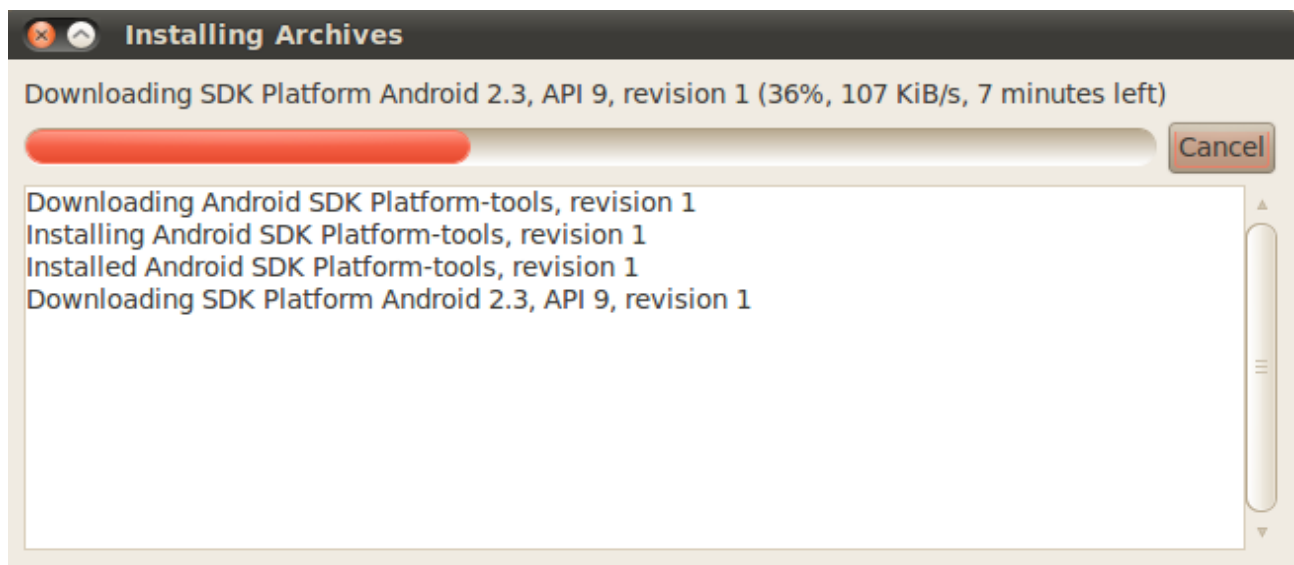 Installing Archives
Downloading SDK Platform Android 2.3, API 9, revision 1 (36%, 107 KiB/s, 7 minutes left)
Cancel
Downloading Android SDK Platform-tools, revision 1
Installing Android SDK Platform-tools, revision 1
Installed Android SDK Platform-tools, revision 1
Downloading SDK Platform Android 2.3, API 9, revision 1